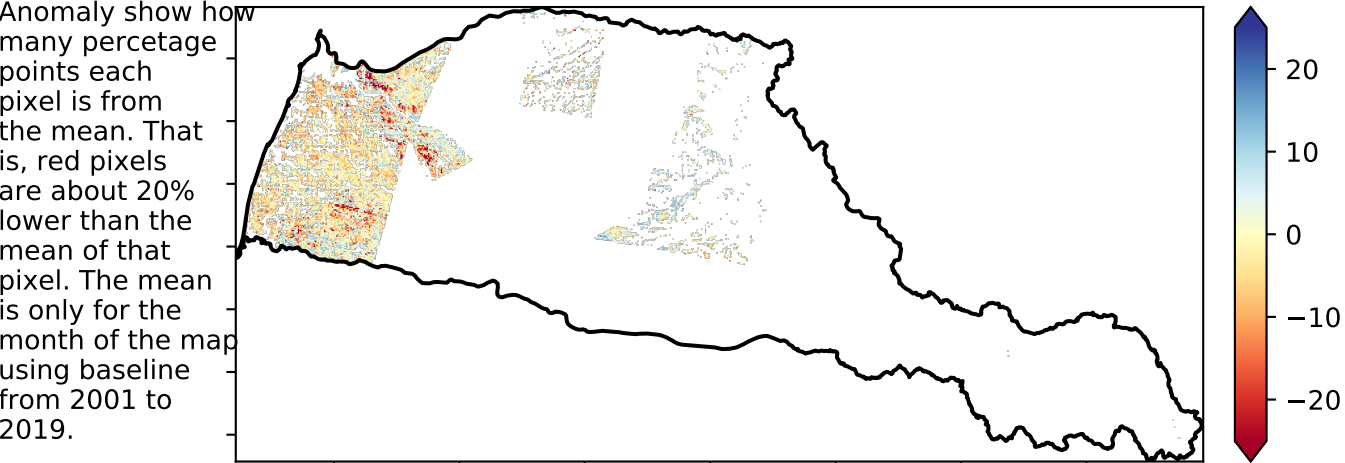 Anomaly show how
many percetage
points each
pixel is from
the mean. That
is, red pixels
are about 20%
lower than the
mean of that
pixel. The mean
is only for the
month of the map
using baseline
from 2001 to
2019.
20
10
0
−10
−20